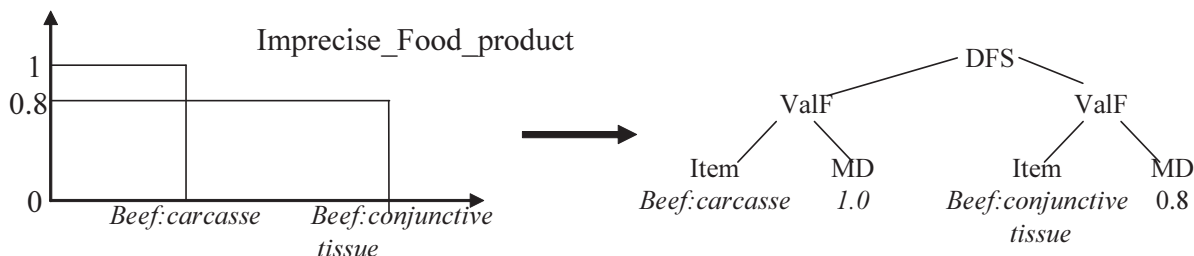 Imprecise_Food_product
1
0.8
0
Beef:carcasse
Beef:conjunctive
tissue
DFS
ValF
ValF
Item
MD
Item
MD
Beef:carcasse
1.0
Beef:conjunctive
0.8
tissue